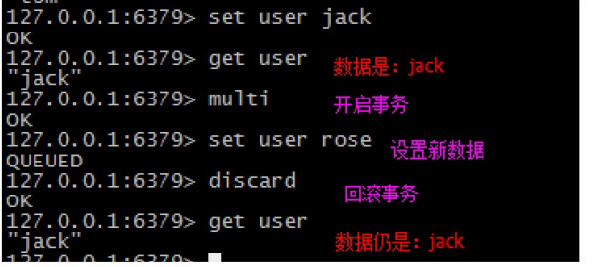 127.0.0.1:6379> set user jack
OK
127.0.0.1:6379> get user
"jack" 数据是：jack
127.0.0.1:6379> multi 开启事务
OK
127.0.0.1:6379> set user rose 设置新数据
QUEUED
127.0.0.1:6379> discard 回滚事务
OK
127.0.0.1:6379> get user
"jack" 数据仍是：jack
127.0.0.1:6379>